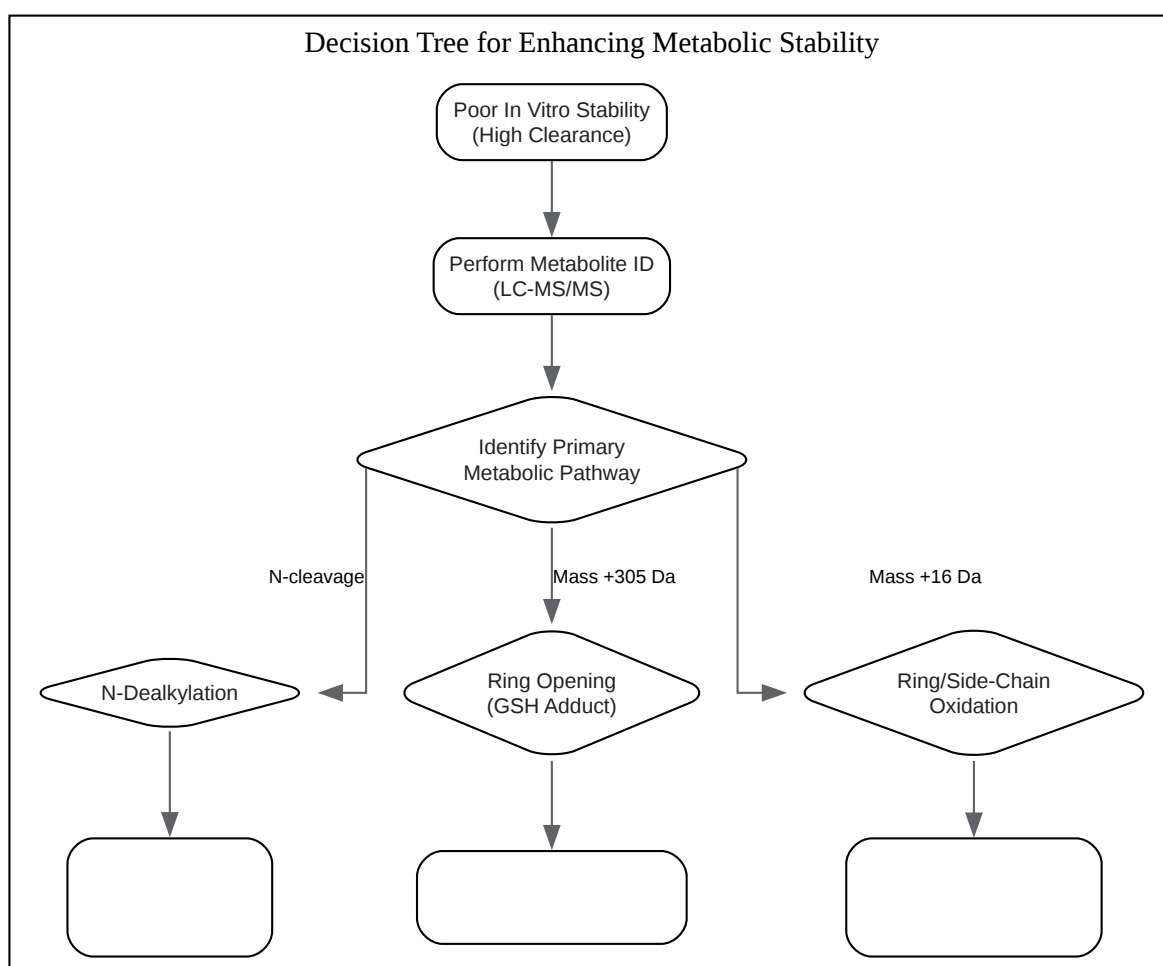 Decision Tree for Enhancing Metabolic Stability
Poor In Vitro Stability
(High Clearance)
Perform Metabolite ID
(LC-MS/MS)
Identify Primary
Metabolic Pathway
N-cleavage
Mass +305 Da
Mass +16 Da
N-Dealkylation
Ring Opening
(GSH Adduct)
Ring/Side-Chain
Oxidation